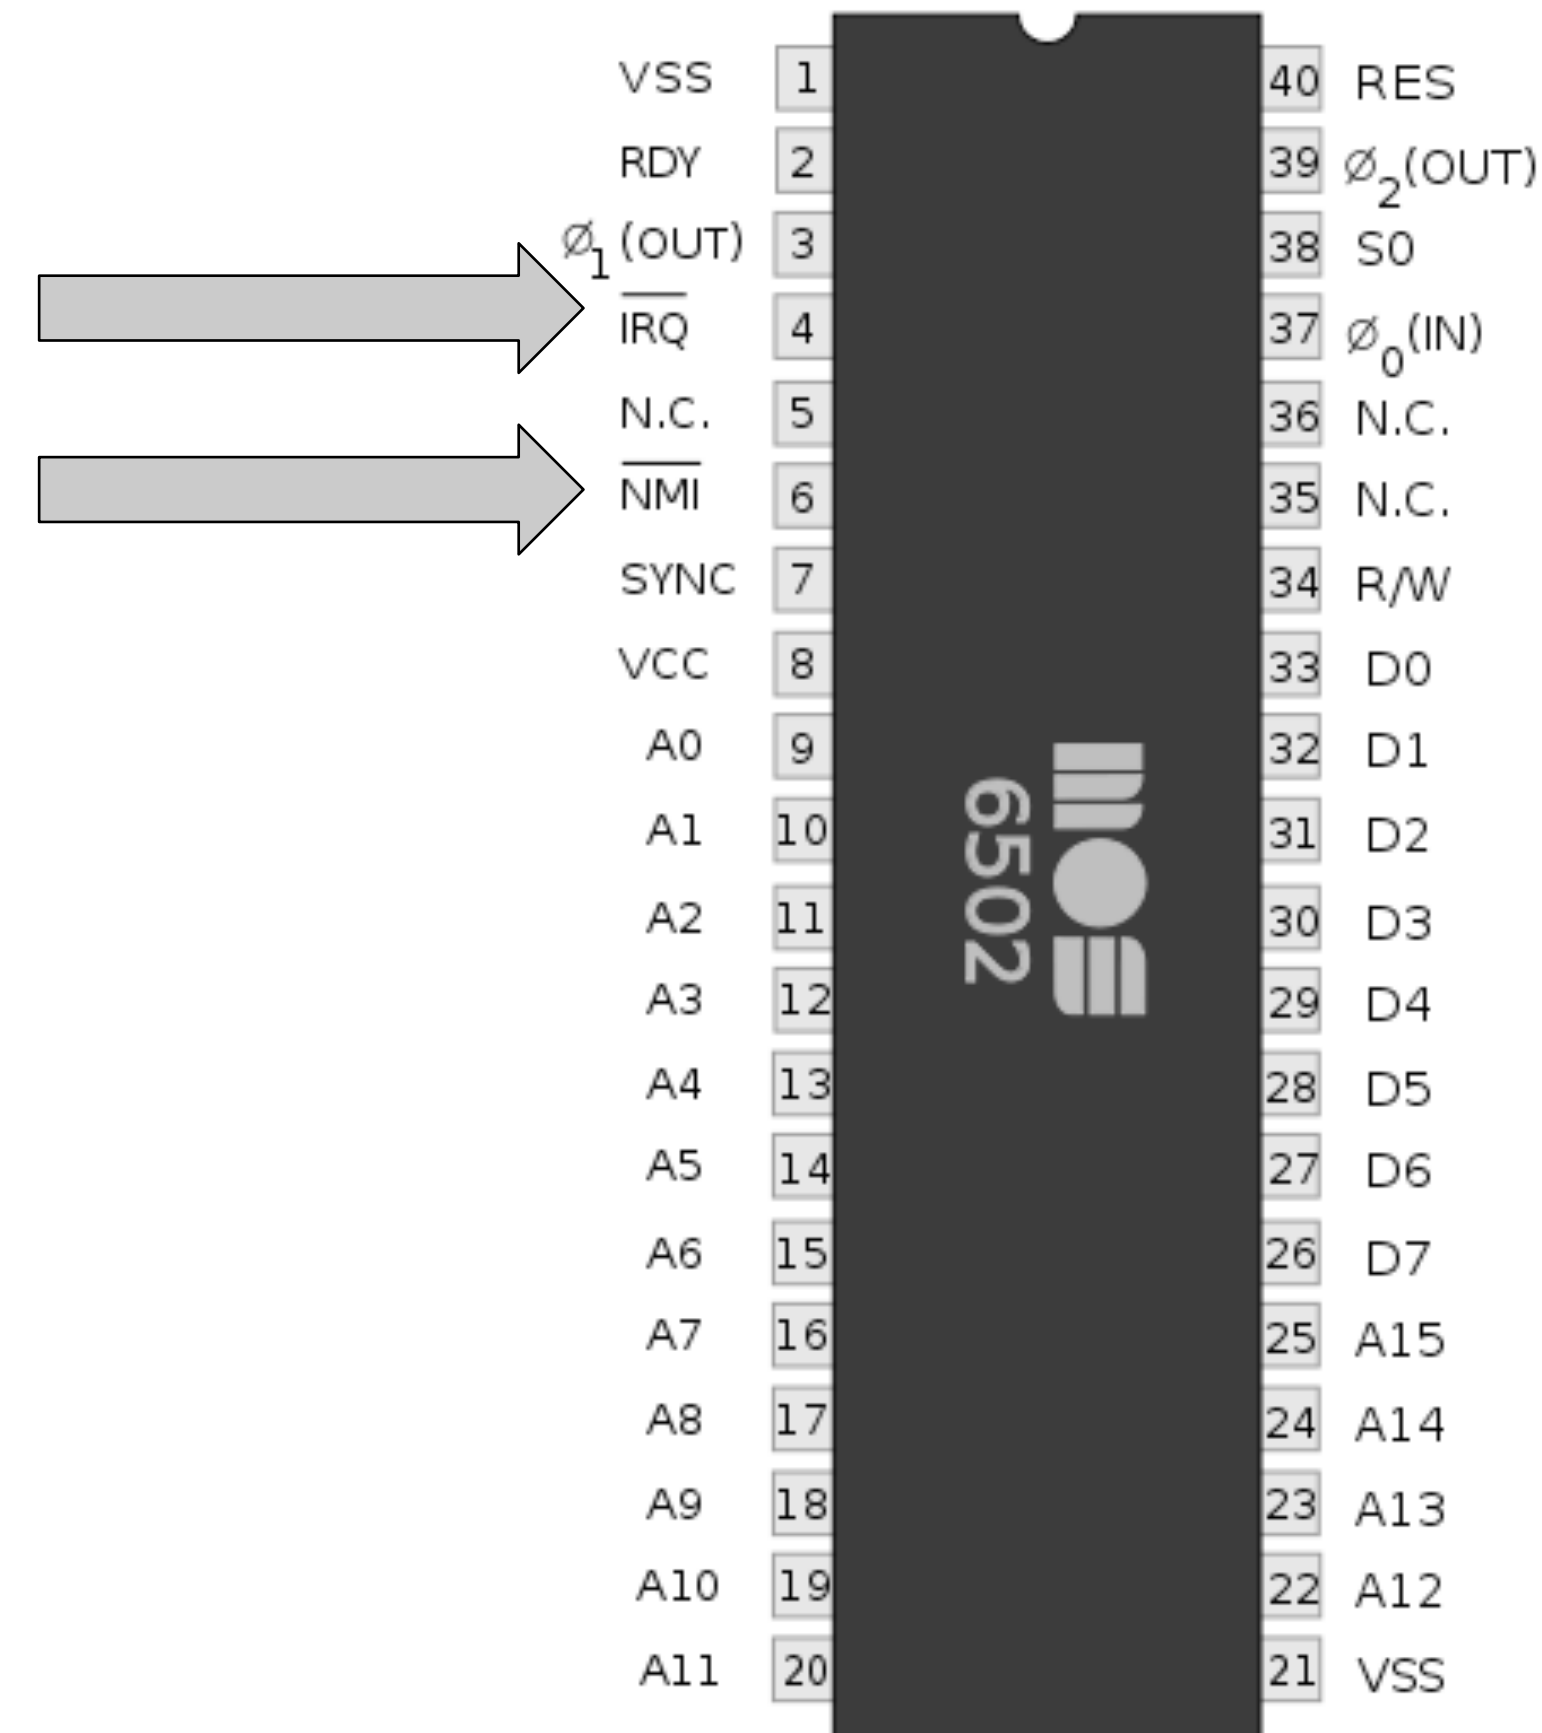 VSS 1
RDY 2
Ø1 (OUT) 3
IRQ 4
N.C. 5
NMI 6
SYNC 7
VCC 8
A0 9
A1 10
A2 11
A3 12
A4 13
A5 14
A6 15
A7 16
A8 17
A9 18
A10 19
A11 20
mos
6502
40 RES
39 Ø2(OUT)
38 S0
37 Ø0(IN)
36 N.C.
35 N.C.
34 R/W
33 D0
32 D1
31 D2
30 D3
29 D4
28 D5
27 D6
26 D7
25 A15
24 A14
23 A13
22 A12
21 VSS